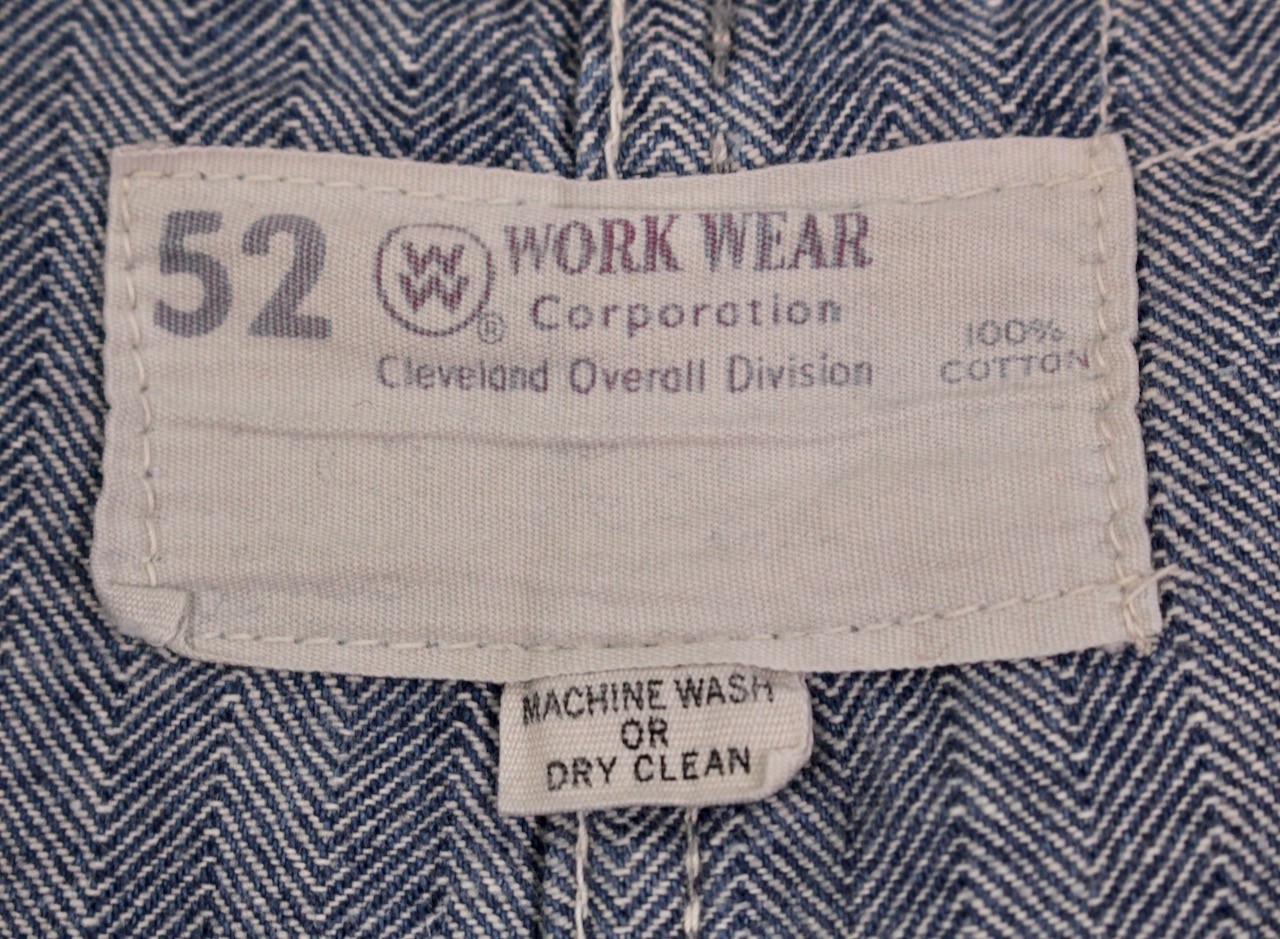 52 WW® WORK WEAR
Corporation
Cleveland Overall Division
100%
COTTON
MACHINE WASH
OR
DRY CLEAN